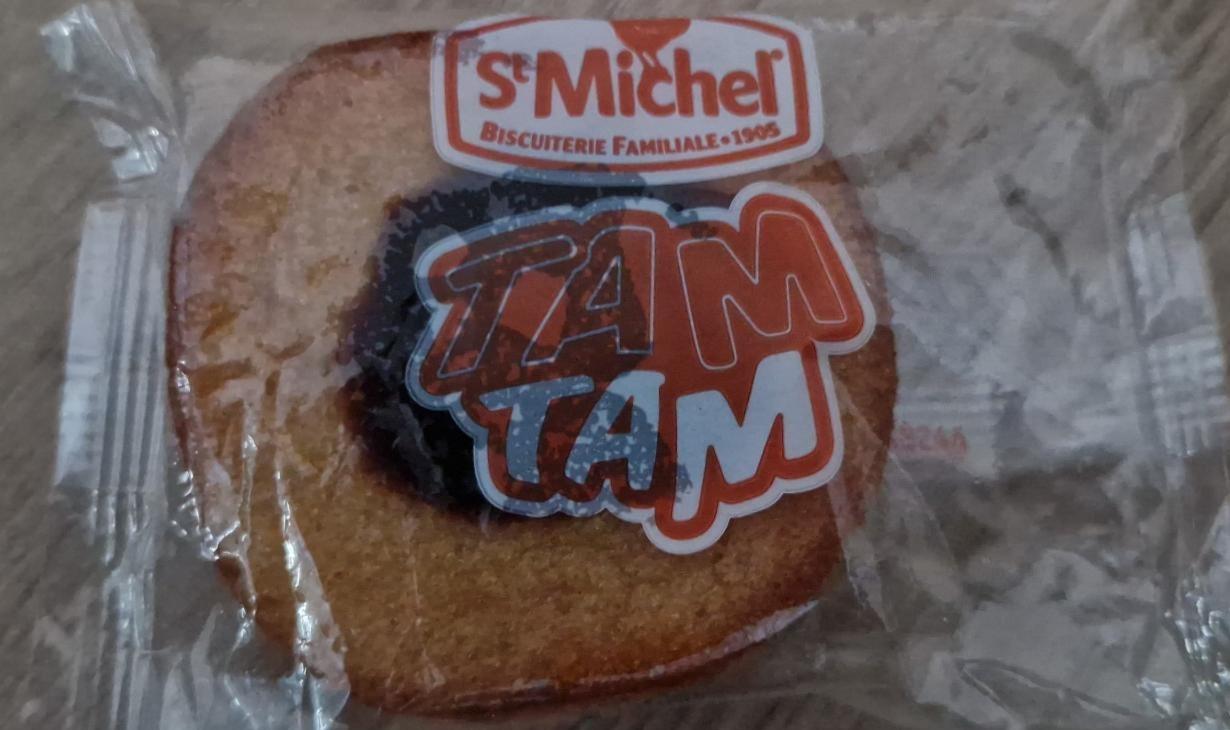 St Michel
BISCUITERIE FAMILIALE • 1905
TAM
TAM